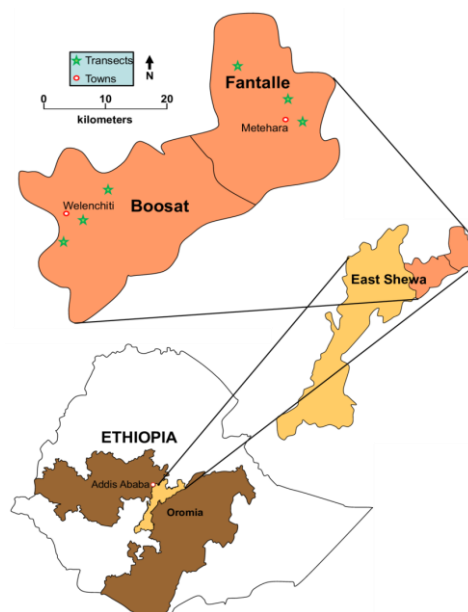 Transects
Towns
N
0 10 20
kilometers
Fantalle
Metehara
Welenchiti
Boosat
East Shewa
ETHIOPIA
Addis Ababa
Oromia